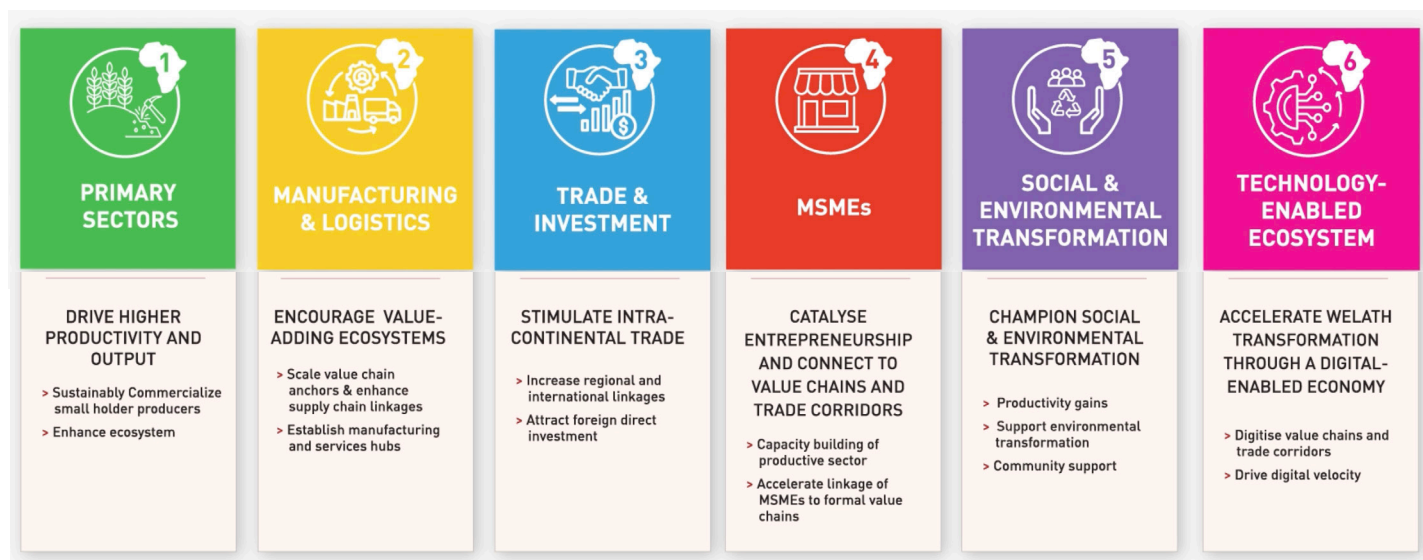 1
PRIMARY
SECTORS
DRIVE HIGHER
PRODUCTIVITY AND
OUTPUT
> Sustainably Commercialize
small holder producers
> Enhance ecosystem
2
MANUFACTURING
& LOGISTICS
ENCOURAGE VALUE-
ADDING ECOSYSTEMS
> Scale value chain
anchors & enhance
supply chain linkages
> Establish manufacturing
and services hubs
3
$
TRADE &
INVESTMENT
STIMULATE INTRA-
CONTINENTAL TRADE
> Increase regional and
international linkages
> Attract foreign direct
investment
4
MSMEs
CATALYSE
ENTREPRENEURSHIP
AND CONNECT TO
VALUE CHAINS AND
TRADE CORRIDORS
> Capacity building of
productive sector
> Accelerate linkage of
MSMEs to formal value
chains
5
SOCIAL &
ENVIRONMENTAL
TRANSFORMATION
CHAMPION SOCIAL
& ENVIRONMENTAL
TRANSFORMATION
> Productivity gains
> Support environmental
transformation
> Community support
6
TECHNOLOGY-
ENABLED
ECOSYSTEM
ACCELERATE WELATH
TRANSFORMATION
THROUGH A DIGITAL-
ENABLED ECONOMY
> Digitise value chains and
trade corridors
> Drive digital velocity